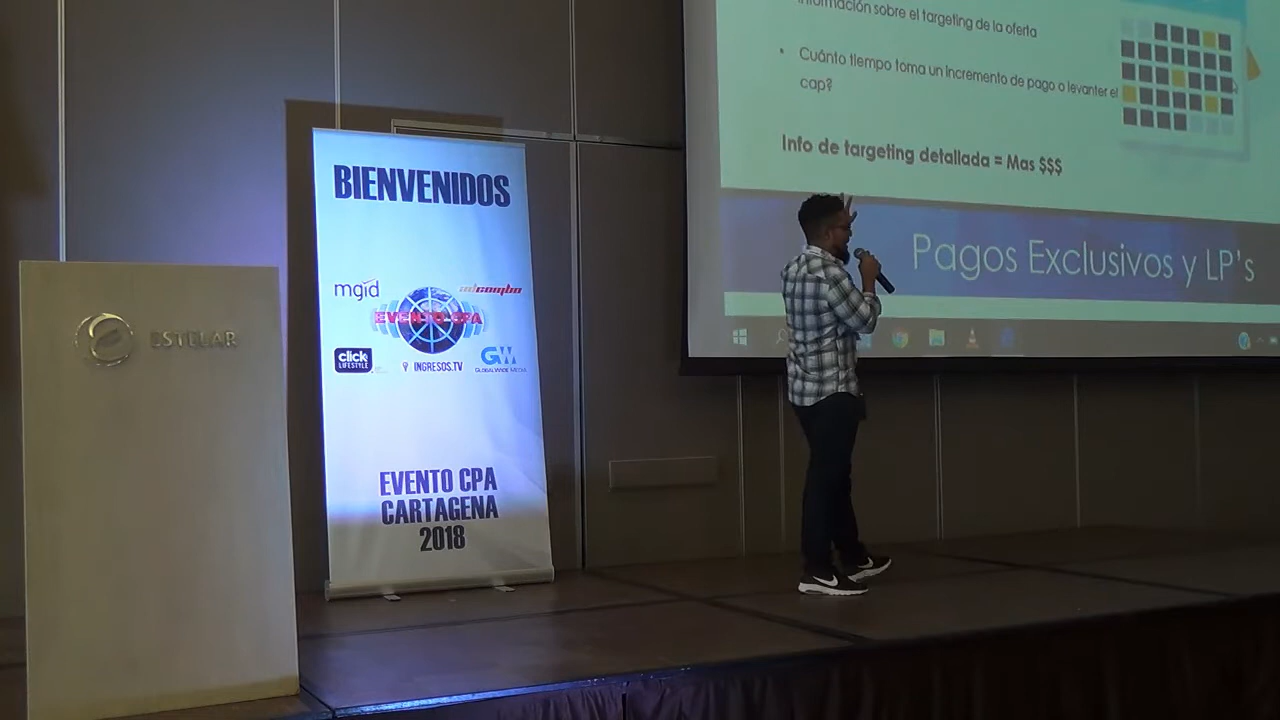 información sobre el targeting de la oferta
• Cuánto tiempo toma un incremento de pago o levanter el
cap?
Info de targeting detallada = Mas $$$
Pagos Exclusivos y LP's
BIENVENIDOS
mgid
adcombo
EVENTO CPA
click
LIFESTYLE
INGRESOS.TV
GW
GLOBALWIDE MEDIA
EVENTO CPA
CARTAGENA
2018
ESTELAR